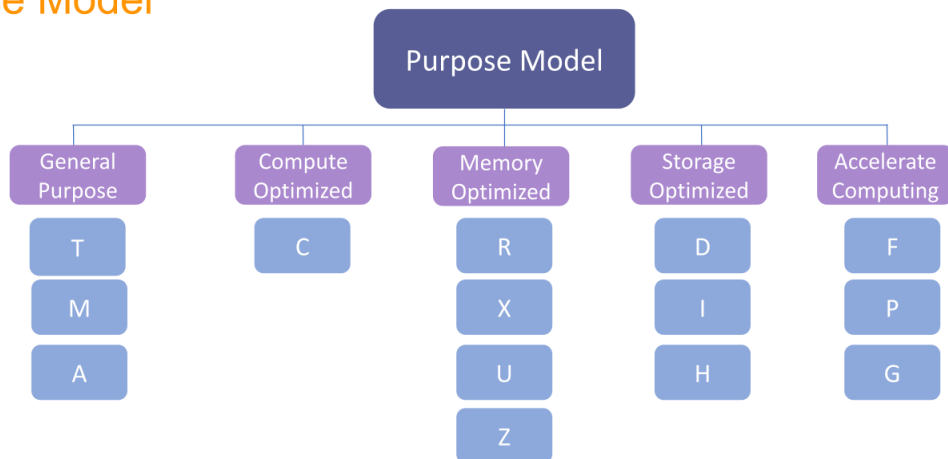 e Model
Purpose Model
General
Purpose
Compute
Optimized
Memory
Optimized
Storage
Optimized
Accelerate
Computing
T
C
R
D
F
M
X
I
P
A
U
H
G
Z